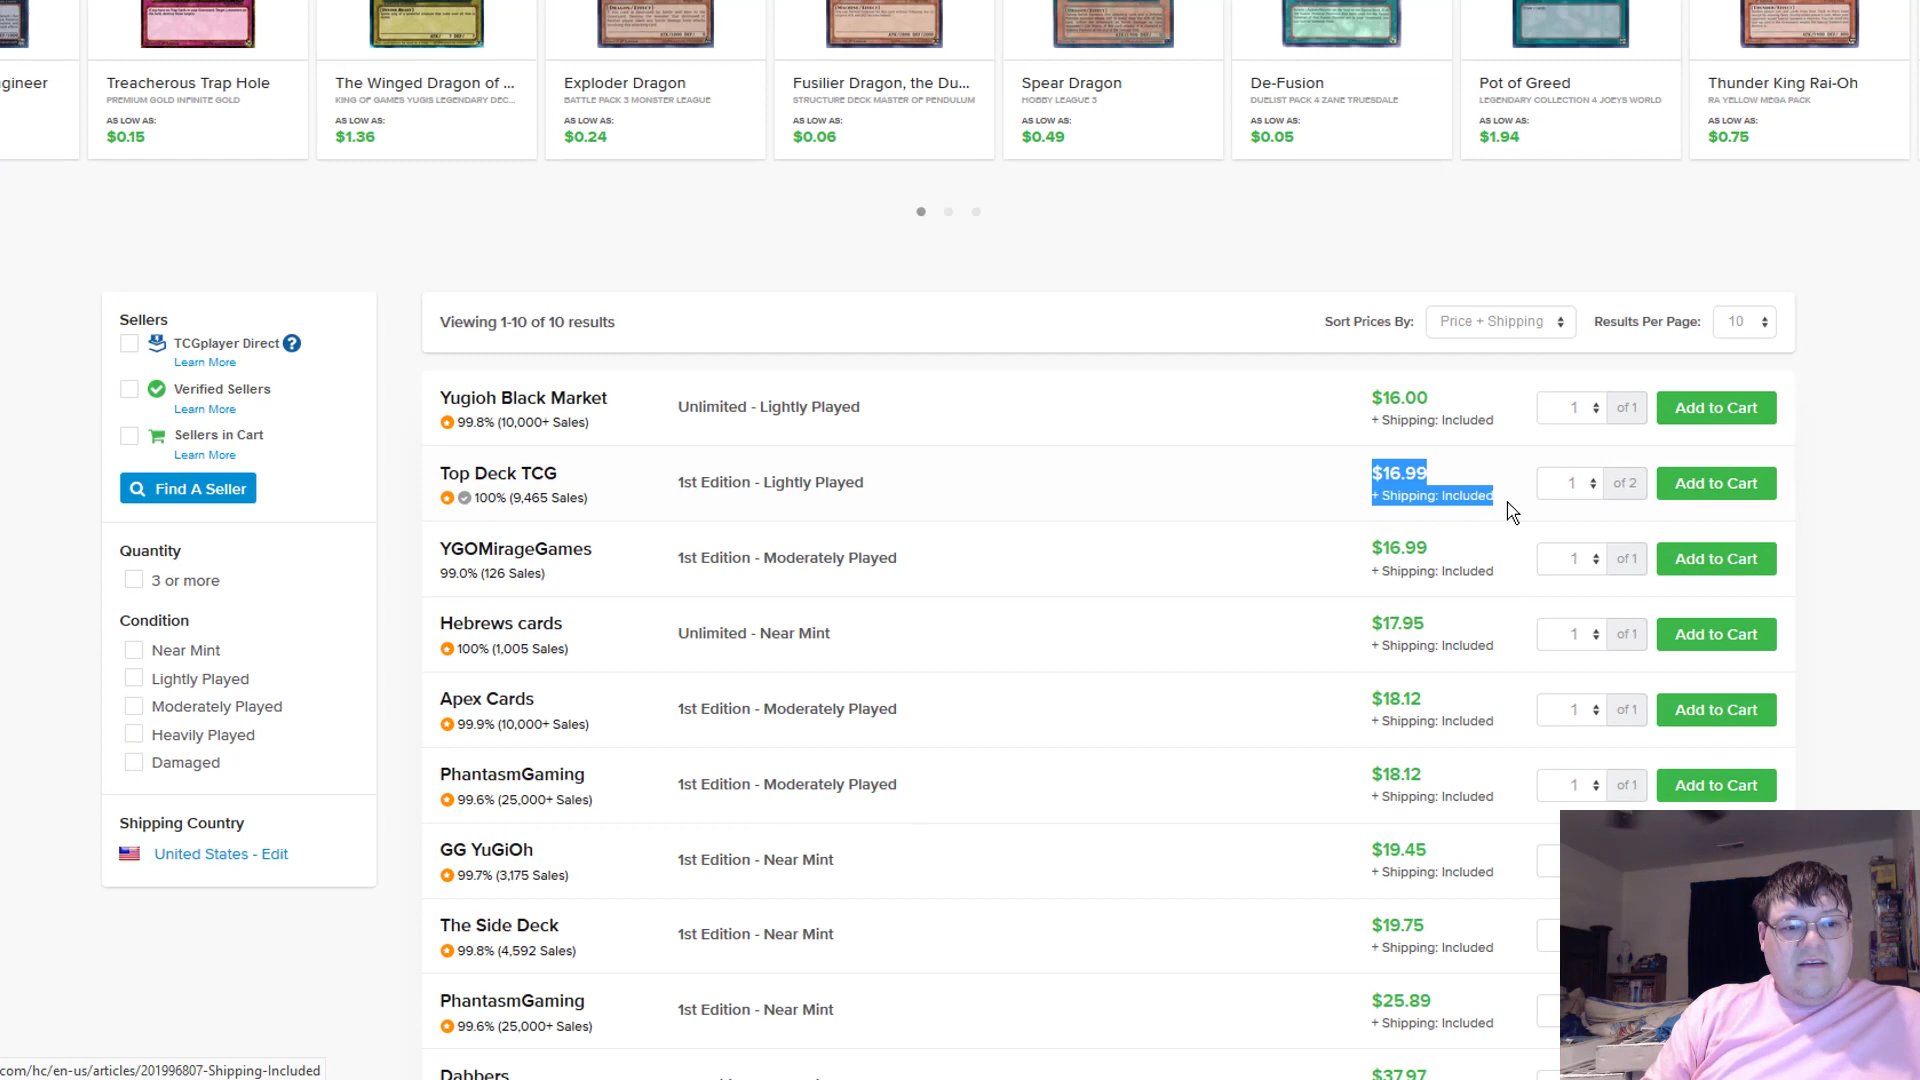 gineer
Treacherous Trap Hole
PREMIUM GOLD INFINITE GOLD
AS LOW AS:
$0.15
The Winged Dragon of ...
KING OF GAMES YUGIS LEGENDARY DEC...
AS LOW AS:
$1.36
Exploder Dragon
BATTLE PACK 3 MONSTER LEAGUE
AS LOW AS:
$0.24
Fusilier Dragon, the Du...
STRUCTURE DECK MASTER OF PENDULUM
AS LOW AS:
$0.06
Spear Dragon
HOBBY LEAGUE 3
AS LOW AS:
$0.49
De-Fusion
DUELIST PACK 4 ZANE TRUESDALE
AS LOW AS:
$0.05
Pot of Greed
LEGENDARY COLLECTION 4 JOEYS WORLD
AS LOW AS:
$1.94
Thunder King Rai-Oh
RA YELLOW MEGA PACK
AS LOW AS:
$0.75
Sellers
TCGplayer Direct ?
Learn More
Verified Sellers
Learn More
Sellers in Cart
Learn More
Find A Seller
Quantity
3 or more
Condition
Near Mint
Lightly Played
Moderately Played
Heavily Played
Damaged
Shipping Country
United States - Edit
Viewing 1-10 of 10 results
Sort Prices By: Price + Shipping Results Per Page: 10
Yugioh Black Market
99.8% (10,000+ Sales)
Unlimited - Lightly Played
$16.00
+ Shipping: Included
1 of 1 Add to Cart
Top Deck TCG
100% (9,465 Sales)
1st Edition - Lightly Played
$16.99
+ Shipping: Included
1 of 2 Add to Cart
YGOMirageGames
99.0% (126 Sales)
1st Edition - Moderately Played
$16.99
+ Shipping: Included
1 of 1 Add to Cart
Hebrews cards
100% (1,005 Sales)
Unlimited - Near Mint
$17.95
+ Shipping: Included
1 of 1 Add to Cart
Apex Cards
99.9% (10,000+ Sales)
1st Edition - Moderately Played
$18.12
+ Shipping: Included
1 of 1 Add to Cart
PhantasmGaming
99.6% (25,000+ Sales)
1st Edition - Moderately Played
$18.12
+ Shipping: Included
1 of 1 Add to Cart
GG YuGiOh
99.7% (3,175 Sales)
1st Edition - Near Mint
$19.45
+ Shipping: Included
The Side Deck
99.8% (4,592 Sales)
1st Edition - Near Mint
$19.75
+ Shipping: Included
PhantasmGaming
99.6% (25,000+ Sales)
1st Edition - Near Mint
$25.89
+ Shipping: Included
Dabbers
$37.97
com/hc/en-us/articles/201996807-Shipping-Included